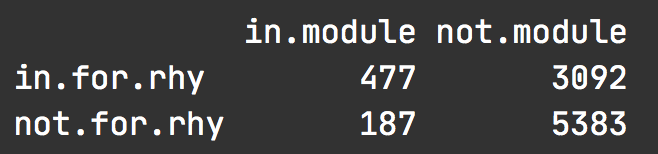 in.module not.module
in.for.rhy 477 3092
not.for.rhy 187 5383